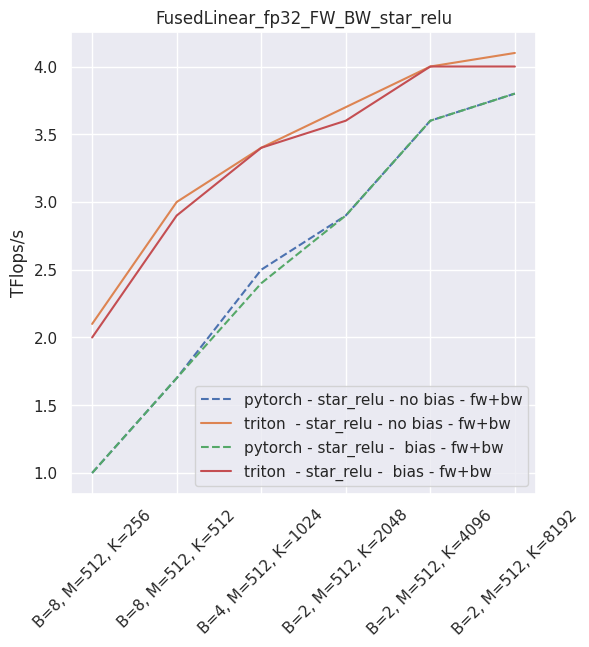 FusedLinear_fp32_FW_BW_star_relu
TFlops/s
4.0
3.5
3.0
2.5
2.0
1.5
1.0
pytorch - star_relu - no bias - fw+bw
triton  - star_relu - no bias - fw+bw
pytorch - star_relu -  bias - fw+bw
triton  - star_relu -  bias - fw+bw
B=8, M=512, K=256
B=8, M=512, K=512
B=4, M=512, K=1024
B=2, M=512, K=2048
B=2, M=512, K=4096
B=2, M=512, K=8192